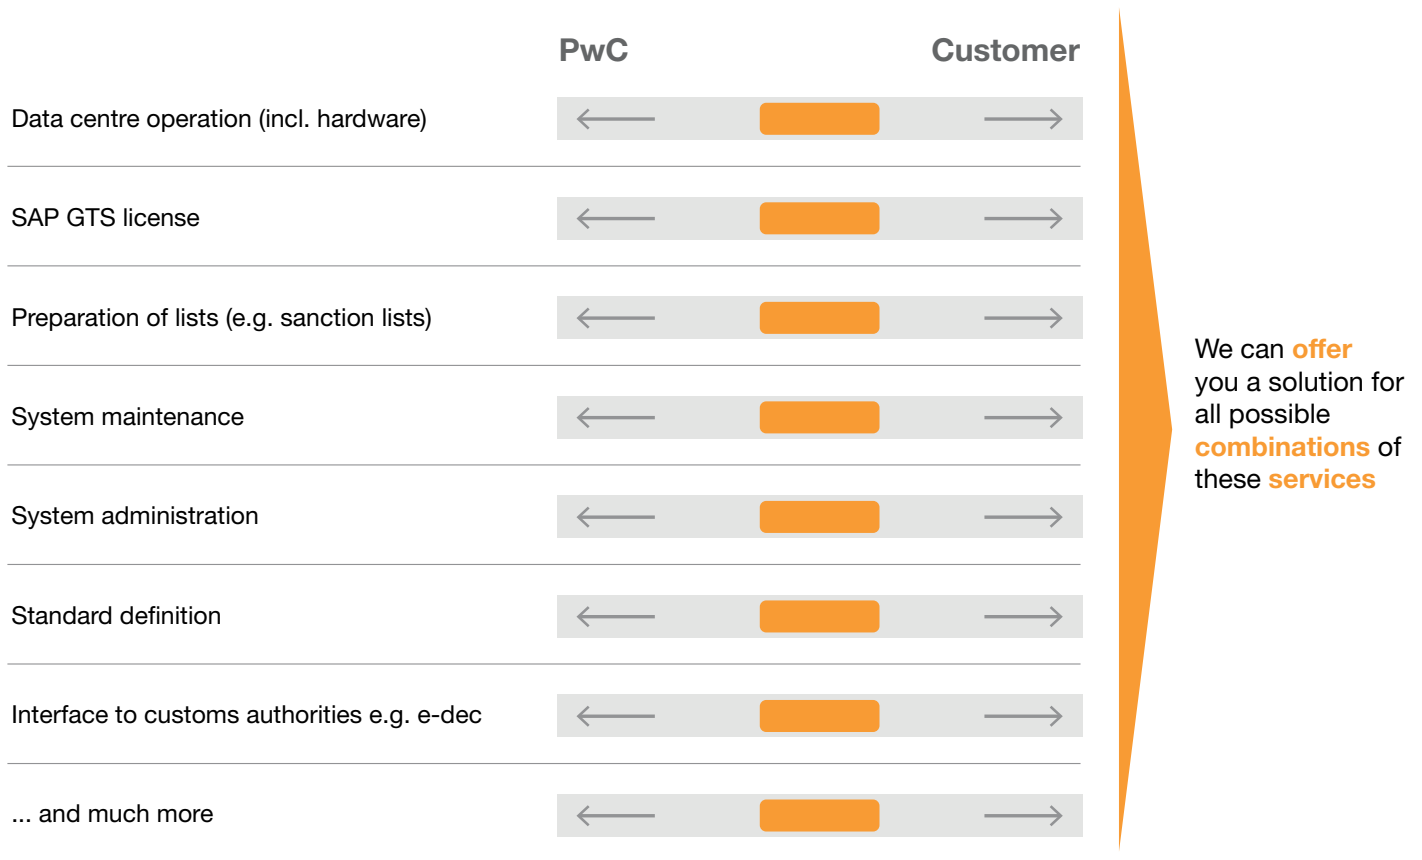 PwC
Customer
Data centre operation (incl. hardware)
SAP GTS license
Preparation of lists (e.g. sanction lists)
System maintenance
System administration
Standard definition
Interface to customs authorities e.g. e-dec
... and much more
We can offer
you a solution for
all possible
combinations of
these services